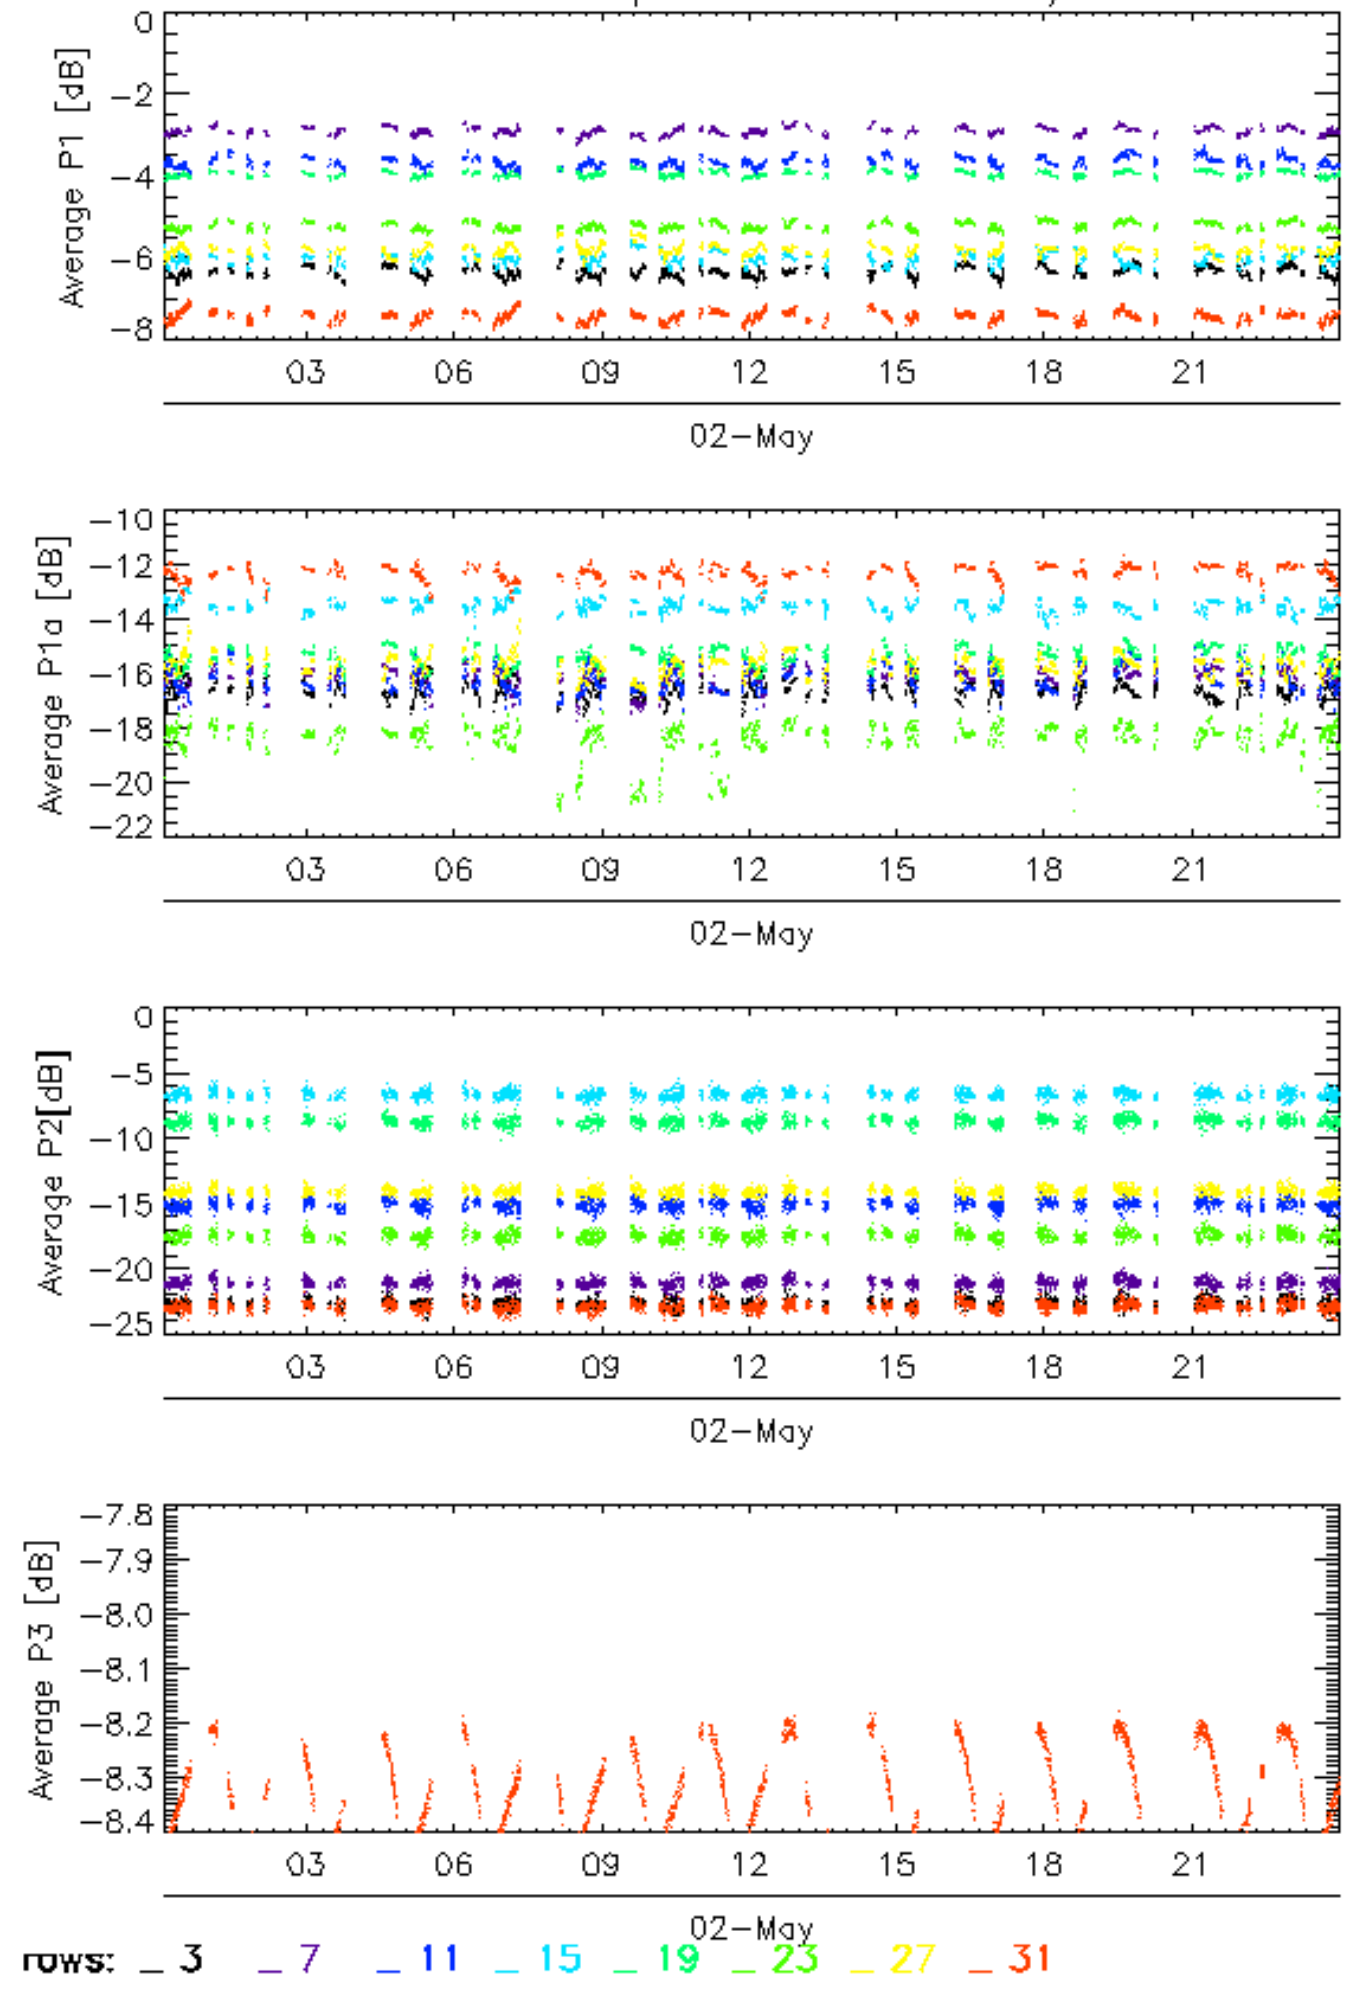 Average P1 [dB]
0
−2
−4
−6
−8
03 06 09 12 15 18 21
02−May
Average P1a [dB]
−10
−12
−14
−16
−18
−20
−22
03 06 09 12 15 18 21
02−May
Average P2[dB]
0
−5
−10
−15
−20
−25
03 06 09 12 15 18 21
02−May
Average P3 [dB]
−7.8
−7.9
−8.0
−8.1
−8.2
−8.3
−8.4
03 06 09 12 15 18 21
02−May
rows: _ 3 _ 7 _ 11 _ 15 _ 19 _ 23 _ 27 _ 31